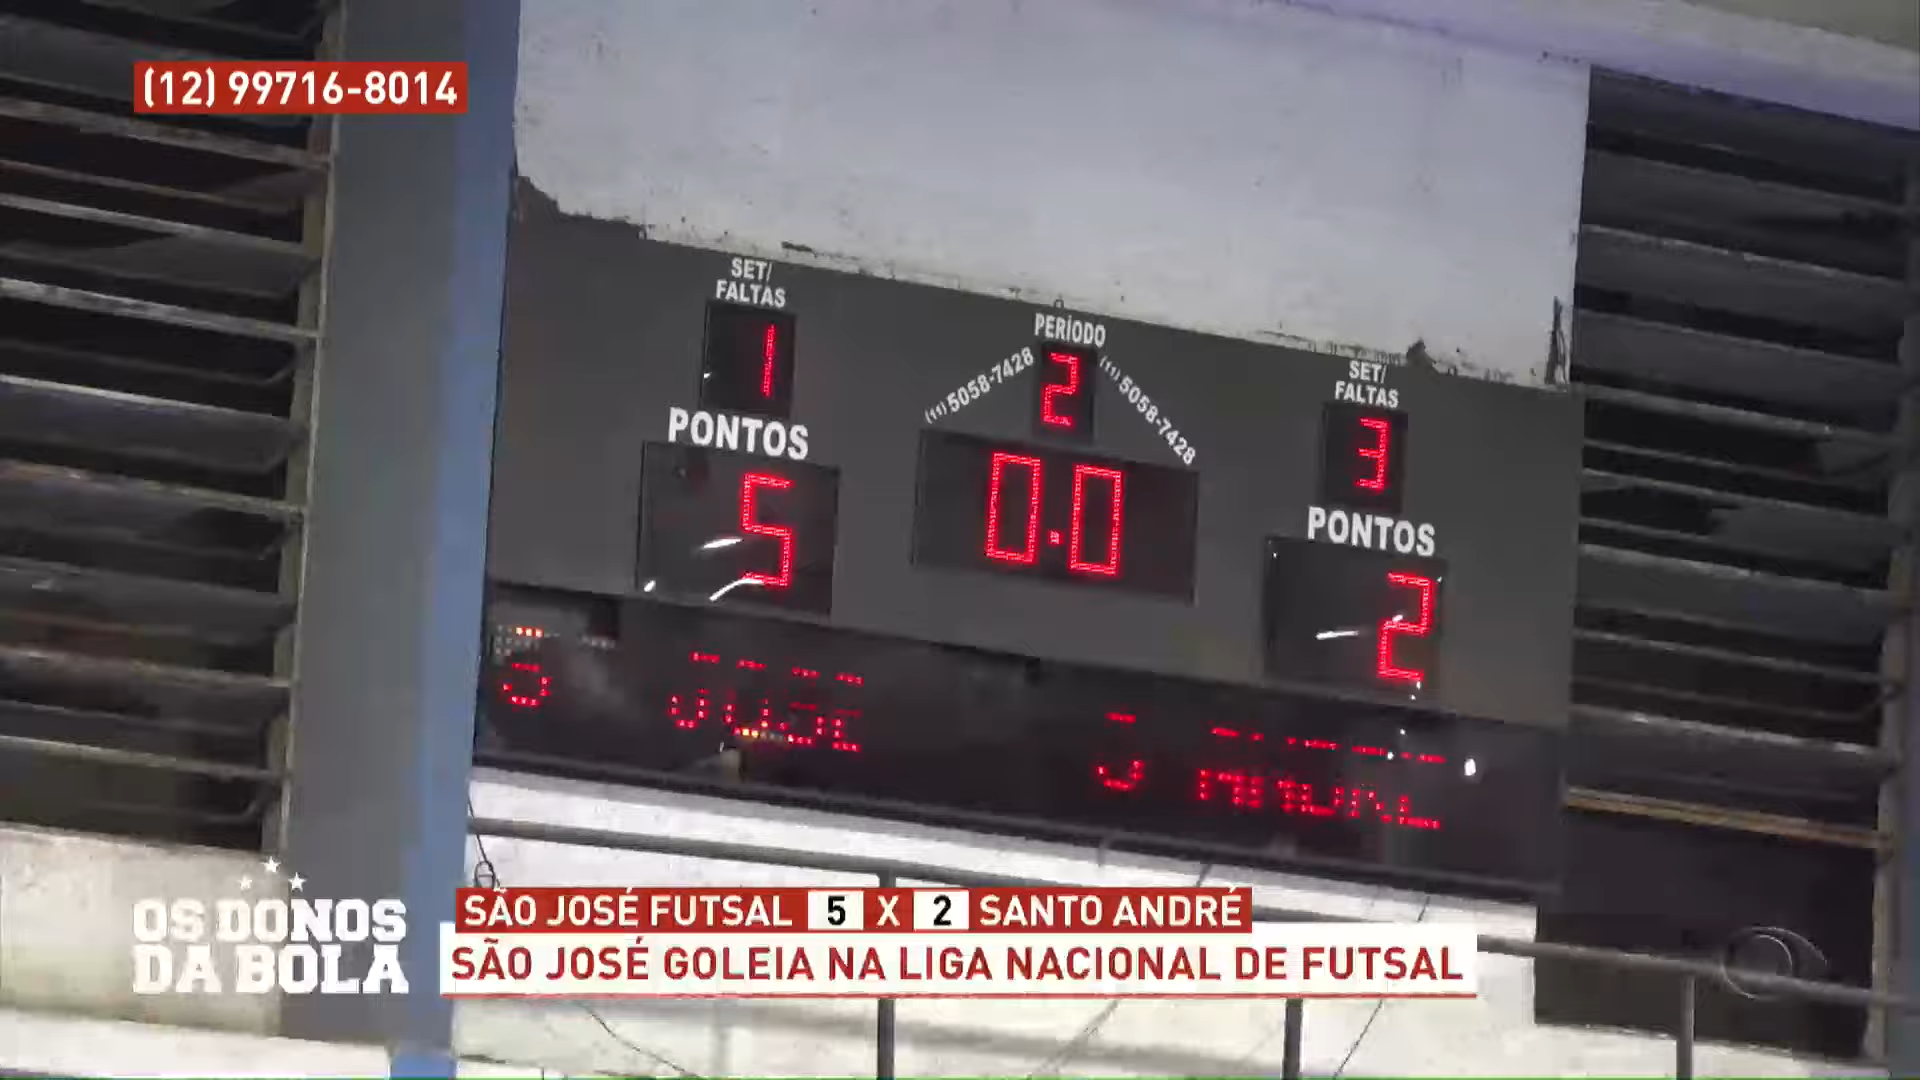 (12) 99716-8014
SET/
FALTAS
1
PERÍODO
2
(11) 5058-7428
(11) 5058-7428
SET/
FALTAS
3
PONTOS
5
0.0
PONTOS
2
OS DONOS
DA BOLA
SÃO JOSÉ FUTSAL 5 X 2 SANTO ANDRÉ
SÃO JOSÉ GOLEIA NA LIGA NACIONAL DE FUTSAL